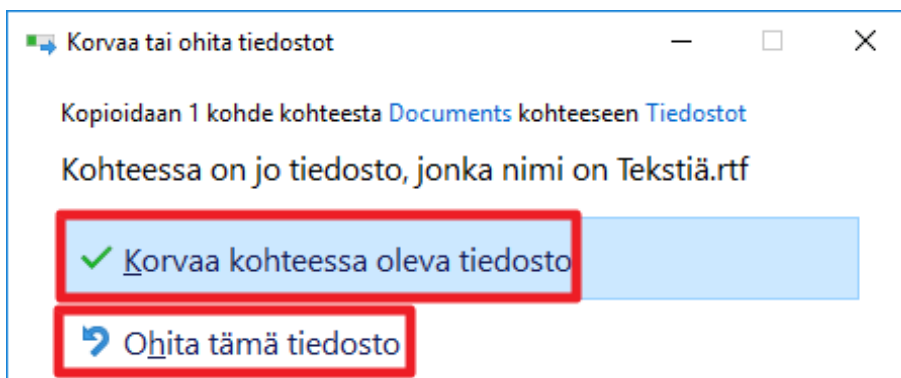 Korvaa tai ohita tiedostot
Kopioidaan 1 kohde kohteesta Documents kohteeseen Tiedostot
Kohteessa on jo tiedosto, jonka nimi on Tekstiä.rtf
Korvaa kohteessa oleva tiedosto
Ohita tämä tiedosto